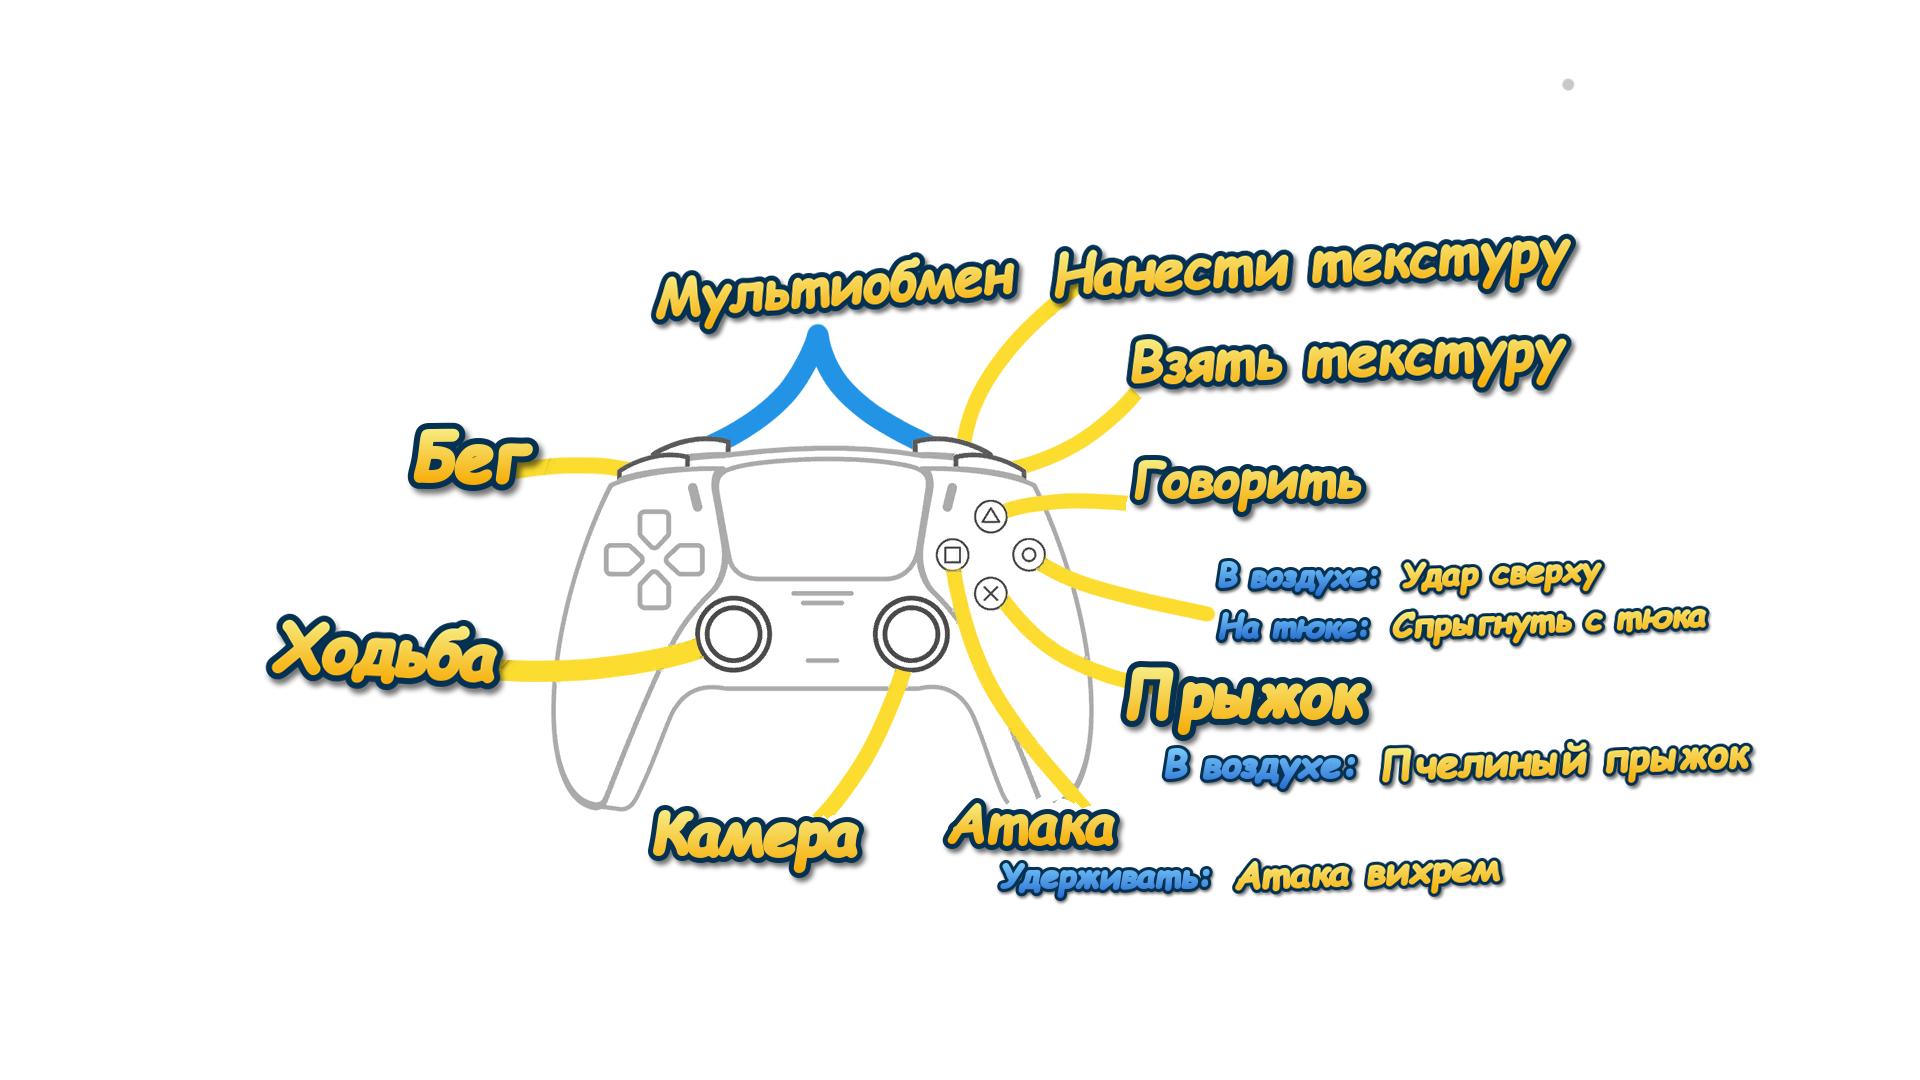 Мультиобмен
Нанести текстуру
Взять текстуру
Бег
Говорить
В воздухе: Удар сверху
На тюке: Спрыгнуть с тюка
Ходьба
Прыжок
В воздухе: Пчелиный прыжок
Камера
Атака
Удерживать: Атака вихрем